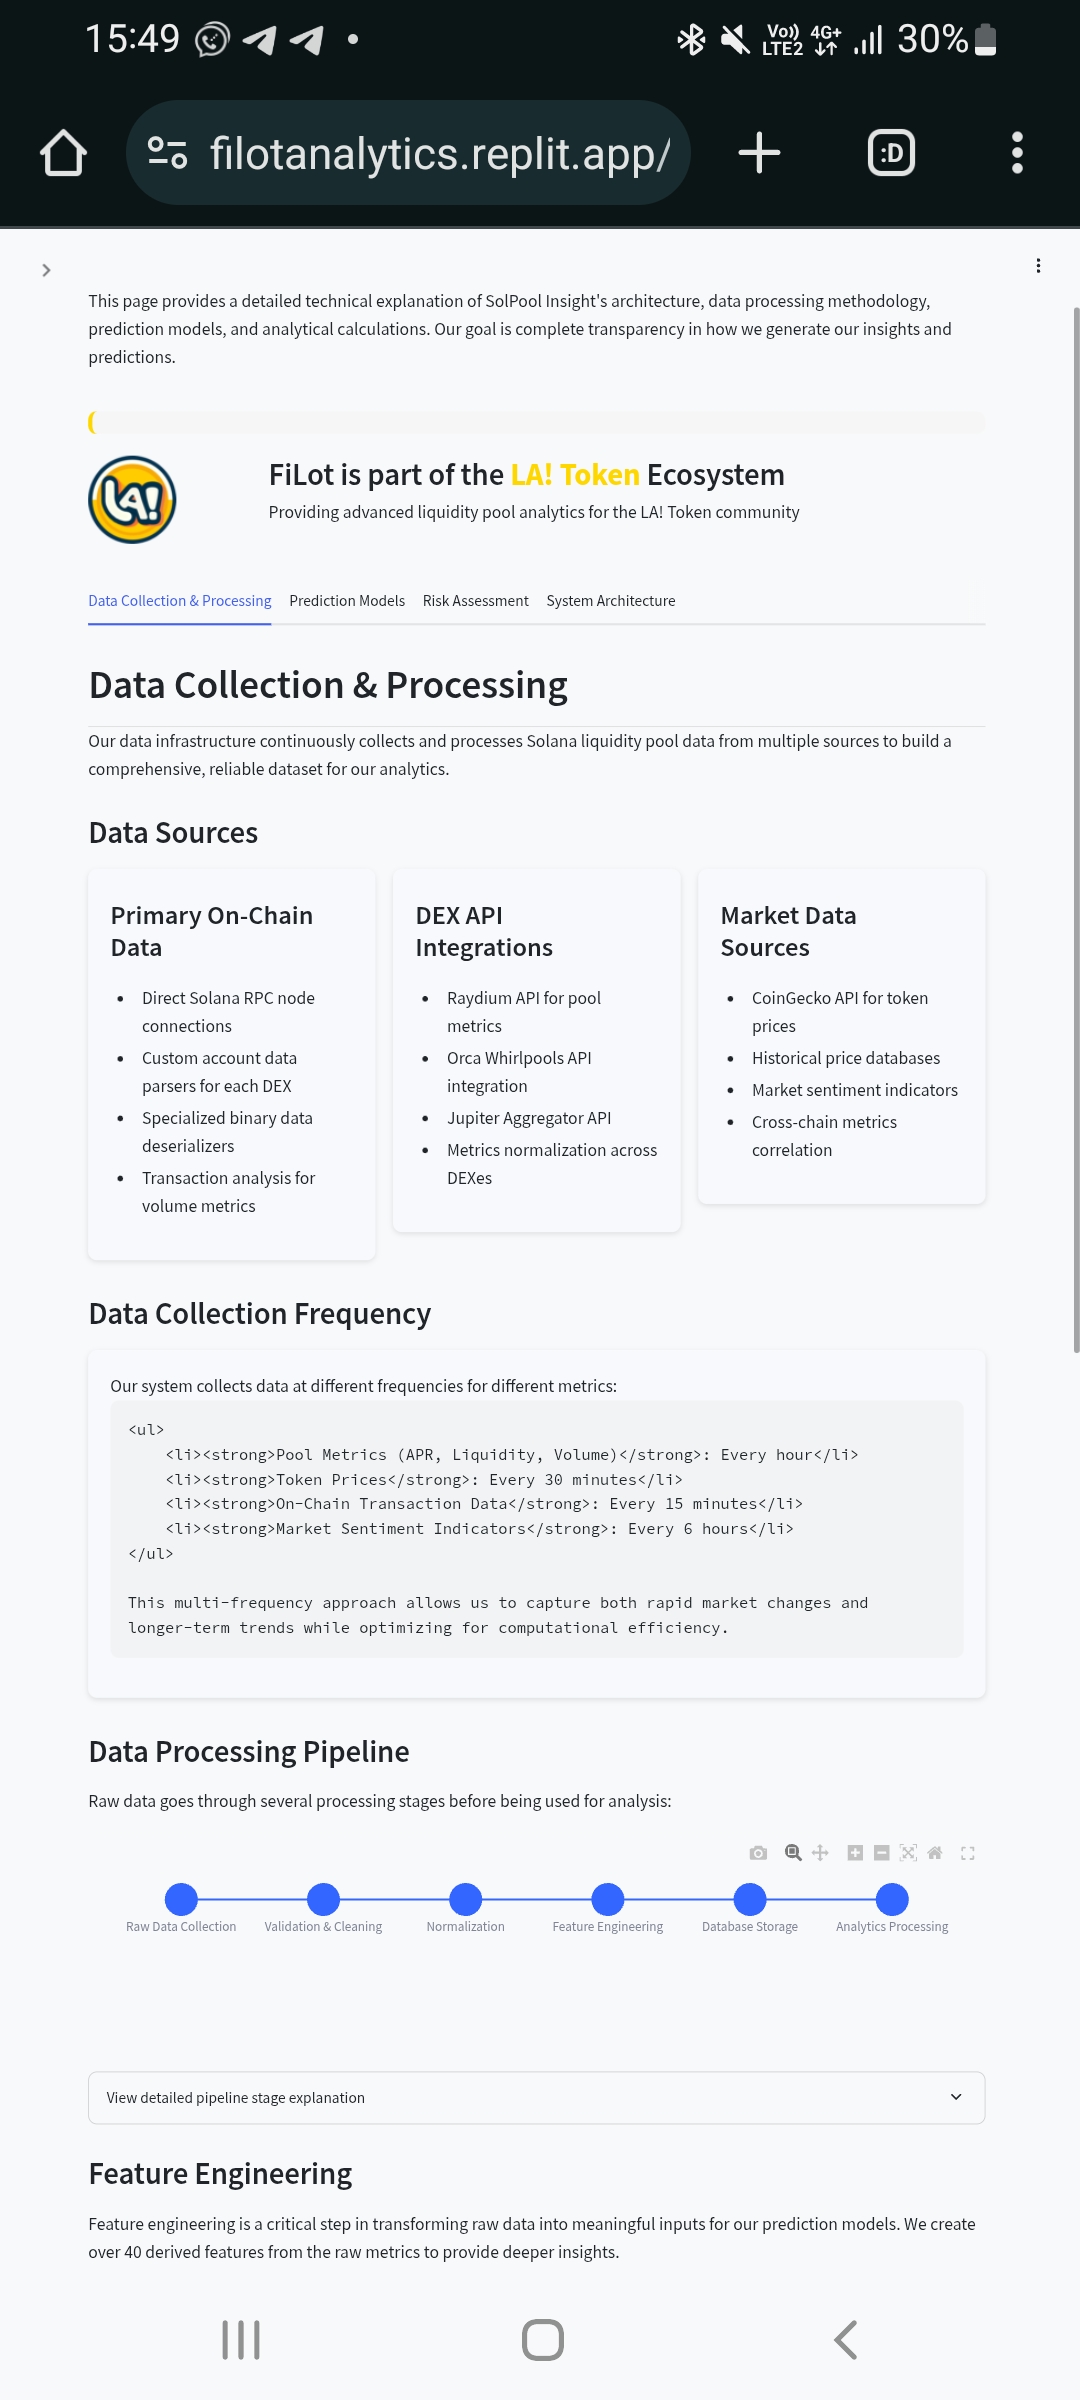 15:49
Vo)) LTE2 4G+ 30%
filotanalytics.replit.app/
:D
This page provides a detailed technical explanation of SolPool Insight's architecture, data processing methodology,
prediction models, and analytical calculations. Our goal is complete transparency in how we generate our insights and
predictions.
LA!
FiLot is part of the LA! Token Ecosystem
Providing advanced liquidity pool analytics for the LA! Token community
Data Collection & Processing Prediction Models Risk Assessment System Architecture
Data Collection & Processing
Our data infrastructure continuously collects and processes Solana liquidity pool data from multiple sources to build a
comprehensive, reliable dataset for our analytics.
Data Sources
Primary On-Chain
Data
• Direct Solana RPC node
connections
• Custom account data
parsers for each DEX
• Specialized binary data
deserializers
• Transaction analysis for
volume metrics
DEX API
Integrations
• Raydium API for pool
metrics
• Orca Whirlpools API
integration
• Jupiter Aggregator API
• Metrics normalization across
DEXes
Market Data
Sources
• CoinGecko API for token
prices
• Historical price databases
• Market sentiment indicators
• Cross-chain metrics
correlation
Data Collection Frequency
Our system collects data at different frequencies for different metrics:
<ul>
    <li><strong>Pool Metrics (APR, Liquidity, Volume)</strong>: Every hour</li>
    <li><strong>Token Prices</strong>: Every 30 minutes</li>
    <li><strong>On-Chain Transaction Data</strong>: Every 15 minutes</li>
    <li><strong>Market Sentiment Indicators</strong>: Every 6 hours</li>
</ul>
This multi-frequency approach allows us to capture both rapid market changes and
longer-term trends while optimizing for computational efficiency.
Data Processing Pipeline
Raw data goes through several processing stages before being used for analysis:
Raw Data Collection Validation & Cleaning Normalization Feature Engineering Database Storage Analytics Processing
View detailed pipeline stage explanation
Feature Engineering
Feature engineering is a critical step in transforming raw data into meaningful inputs for our prediction models. We create
over 40 derived features from the raw metrics to provide deeper insights.